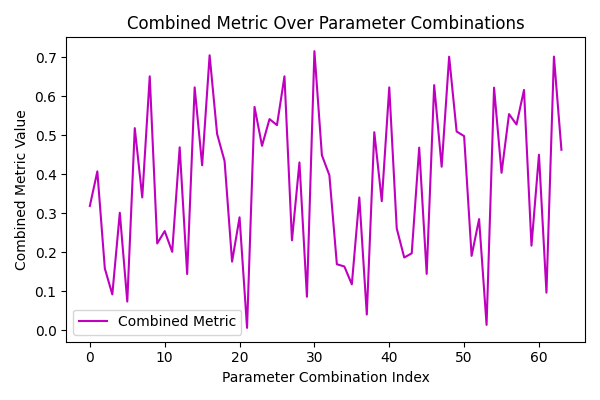 Combined Metric Over Parameter Combinations
Combined Metric Value
0.7
0.6
0.5
0.4
0.3
0.2
0.1
0.0
Combined Metric
0 10 20 30 40 50 60
Parameter Combination Index